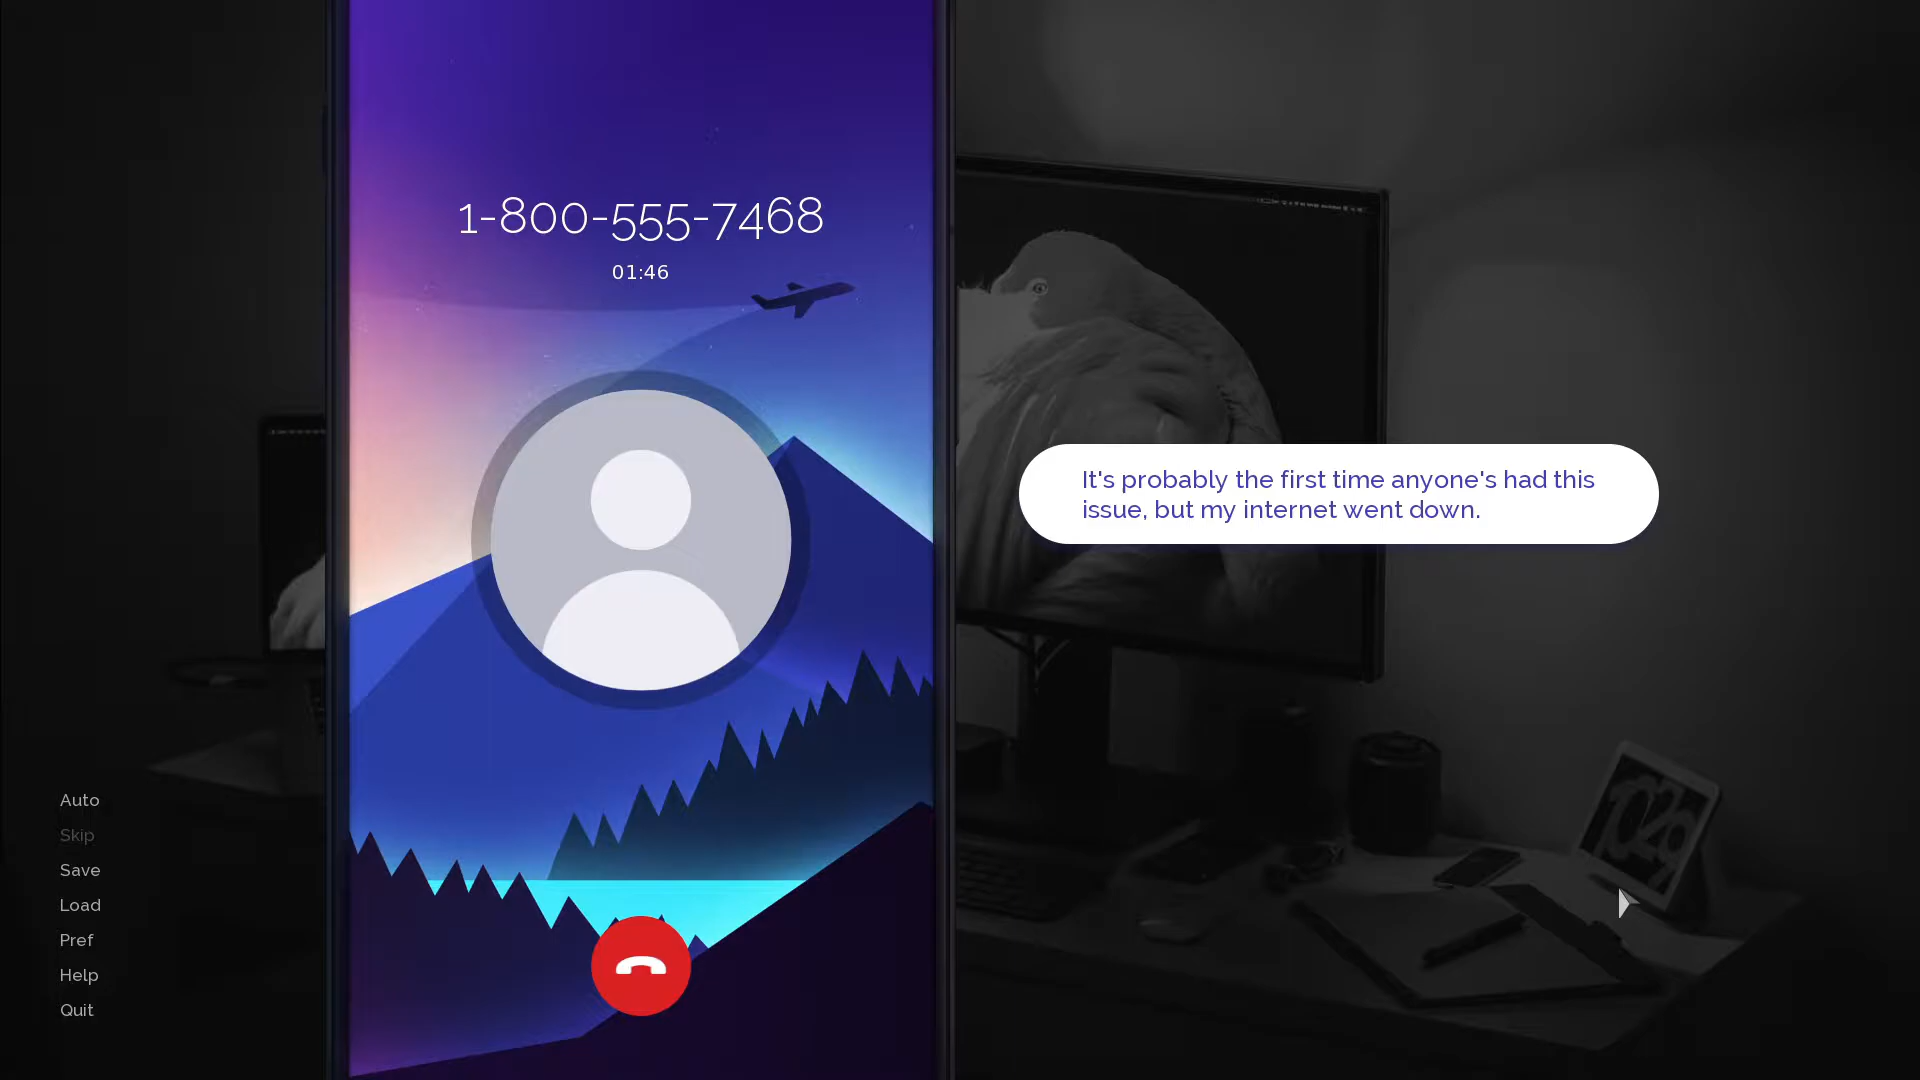 1-800-555-7468
01:46
It's probably the first time anyone's had this
issue, but my internet went down.
Auto
Skip
Save
Load
Pref
Help
Quit
1029